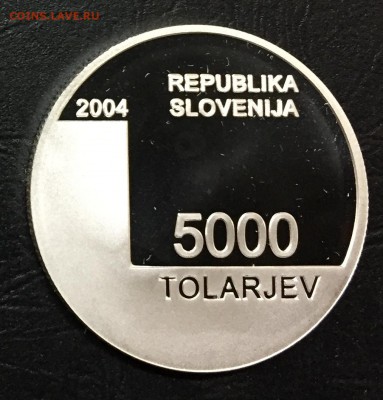 COINS.LAVE.RU
REPUBLIKA
2004 SLOVENIJA
5000
TOLARJEV